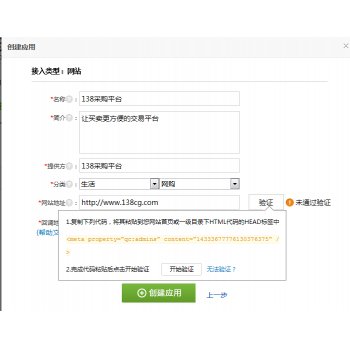 创建应用
接入类型：网站
*名称 ： 138采购平台
*简介 ： 让买卖更方便的交易平台
*提供方 ： 138采购平台
*分类 ： 生活 网购
*网站地址 ： http://www.138cg.com 验证 未通过验证
*回调地
(帮助文
1.复制下列代码，将其粘贴到您网站首页或一级目录下HTML代码的HEAD标签中
<meta property="qc:admins" content="14333677778135376375" /
>
2.完成代码粘贴后点击开始验证 开始验证 无法验证？
创建应用 上一步